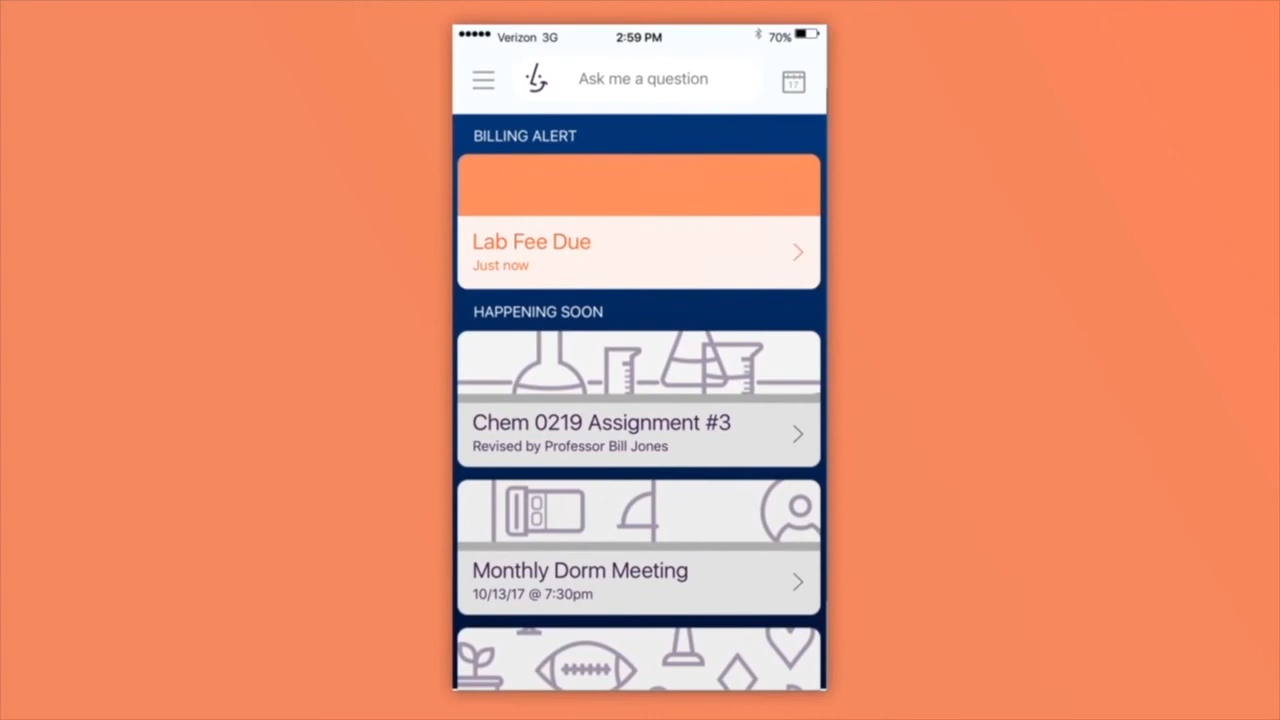 Verizon 3G
2:59 PM
70%
Ask me a question
17
BILLING ALERT
Lab Fee Due
Just now
HAPPENING SOON
Chem 0219 Assignment #3
Revised by Professor Bill Jones
Monthly Dorm Meeting
10/13/17 @ 7:30pm